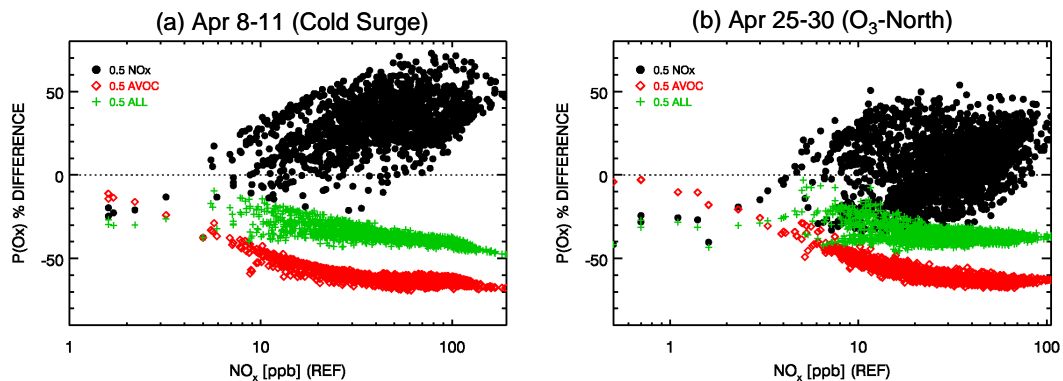 (a) Apr 8-11 (Cold Surge)
0.5 NOx
0.5 AVOC
0.5 ALL
50
0
-50
P(Ox) % DIFFERENCE
1
10
100
NOx [ppb] (REF)
(b) Apr 25-30 (O3-North)
0.5 NOx
0.5 AVOC
0.5 ALL
50
0
-50
P(Ox) % DIFFERENCE
1
10
100
NOx [ppb] (REF)